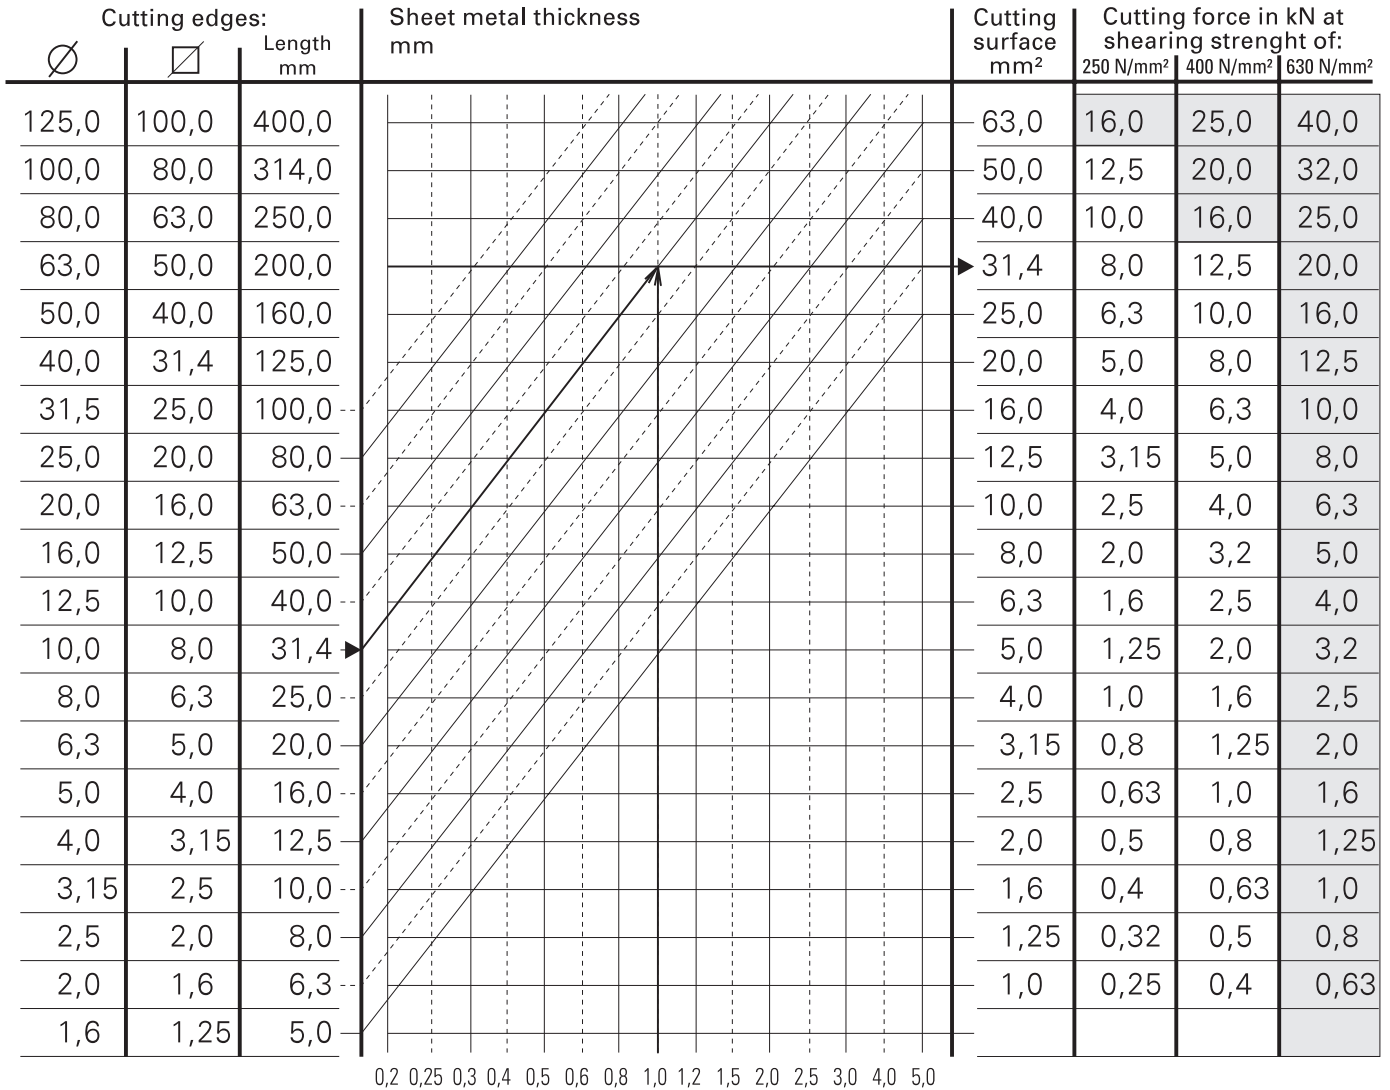 Cutting edges: Sheet metal thickness Cutting Cutting force in kN at
Length mm surface shearing strenght of:
mm mm² 250 N/mm² 400 N/mm² 630 N/mm²
125,0 100,0 400,0 63,0 16,0 25,0 40,0
100,0 80,0 314,0 50,0 12,5 20,0 32,0
80,0 63,0 250,0 40,0 10,0 16,0 25,0
63,0 50,0 200,0 31,4 8,0 12,5 20,0
50,0 40,0 160,0 25,0 6,3 10,0 16,0
40,0 31,4 125,0 20,0 5,0 8,0 12,5
31,5 25,0 100,0 16,0 4,0 6,3 10,0
25,0 20,0 80,0 12,5 3,15 5,0 8,0
20,0 16,0 63,0 10,0 2,5 4,0 6,3
16,0 12,5 50,0 8,0 2,0 3,2 5,0
12,5 10,0 40,0 6,3 1,6 2,5 4,0
10,0 8,0 31,4 5,0 1,25 2,0 3,2
8,0 6,3 25,0 4,0 1,0 1,6 2,5
6,3 5,0 20,0 3,15 0,8 1,25 2,0
5,0 4,0 16,0 2,5 0,63 1,0 1,6
4,0 3,15 12,5 2,0 0,5 0,8 1,25
3,15 2,5 10,0 1,6 0,4 0,63 1,0
2,5 2,0 8,0 1,25 0,32 0,5 0,8
2,0 1,6 6,3 1,0 0,25 0,4 0,63
1,6 1,25 5,0
0,2 0,25 0,3 0,4 0,5 0,6 0,8 1,0 1,2 1,5 2,0 2,5 3,0 4,0 5,0